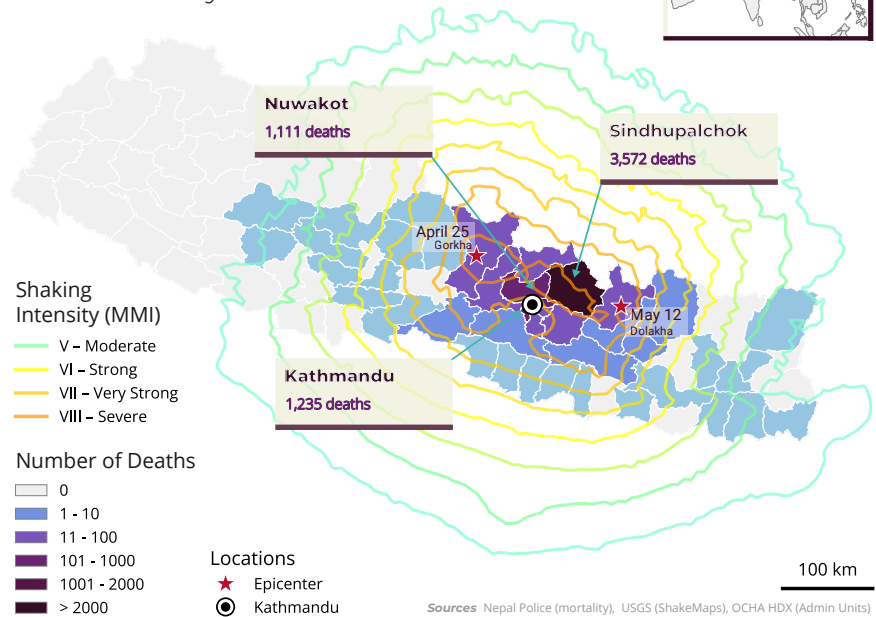 Nuwakot
1,111 deaths
Sindhupalchok
3,572 deaths
April 25
Gorkha
May 12
Dolakha
Kathmandu
1,235 deaths
Shaking
Intensity (MMI)
V – Moderate
VI – Strong
VII – Very Strong
VIII – Severe
Number of Deaths
0
1 - 10
11 - 100
101 - 1000
1001 - 2000
> 2000
Locations
Epicenter
Kathmandu
100 km
Sources Nepal Police (mortality), USGS (ShakeMaps), OCHA HDX (Admin Units)